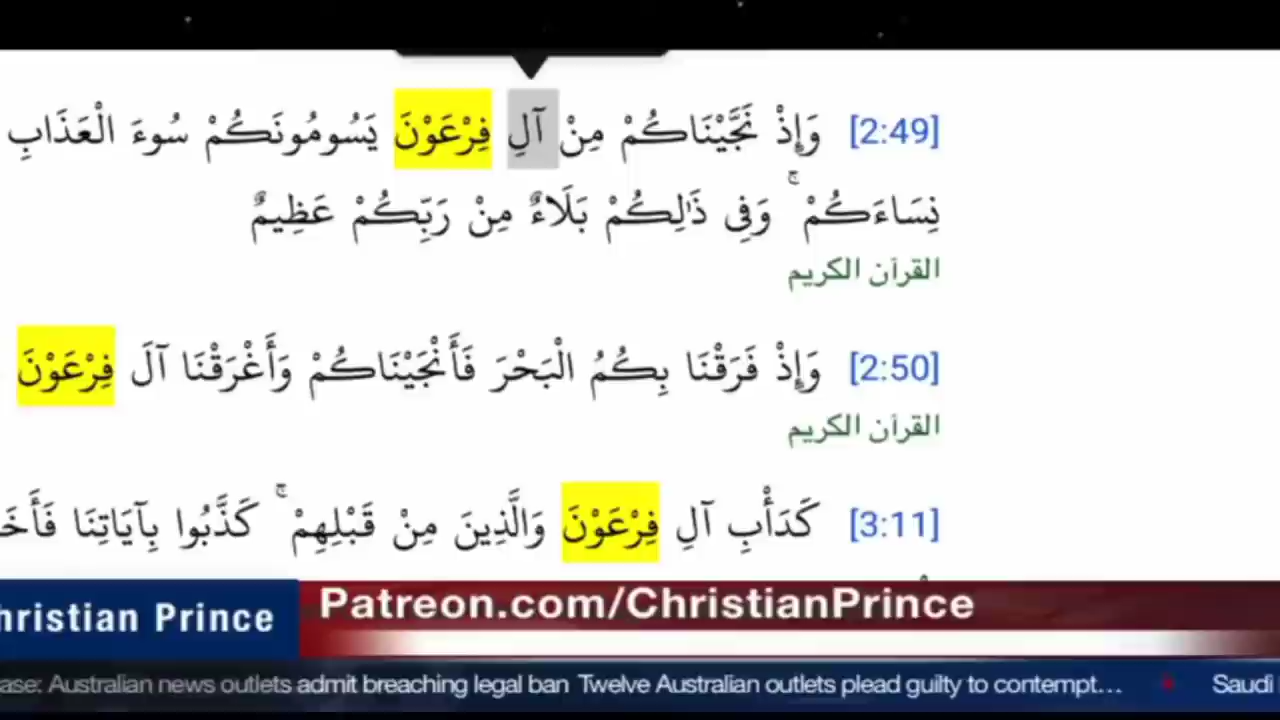 [2:49] وَإِذْ نَجَّيْنَاكُمْ مِنْ آلِ فِرْعَوْنَ يَسُومُونَكُمْ سُوءَ الْعَذَابِ
نِسَاءَكُمْ ۚ وَفِي ذَٰلِكُمْ بَلَاءٌ مِنْ رَبِّكُمْ عَظِيمٌ
القرآن الكريم
[2:50] وَإِذْ فَرَقْنَا بِكُمُ الْبَحْرَ فَأَنْجَيْنَاكُمْ وَأَغْرَقْنَا آلَ فِرْعَوْنَ
القرآن الكريم
[3:11] كَدَأْبِ آلِ فِرْعَوْنَ وَالَّذِينَ مِنْ قَبْلِهِمْ ۚ كَذَّبُوا بِآيَاتِنَا
hristian Prince
Patreon.com/ChristianPrince
ase: Australian news outlets admit breaching legal ban Twelve Australian outlets plead guilty to contempt... Saudi